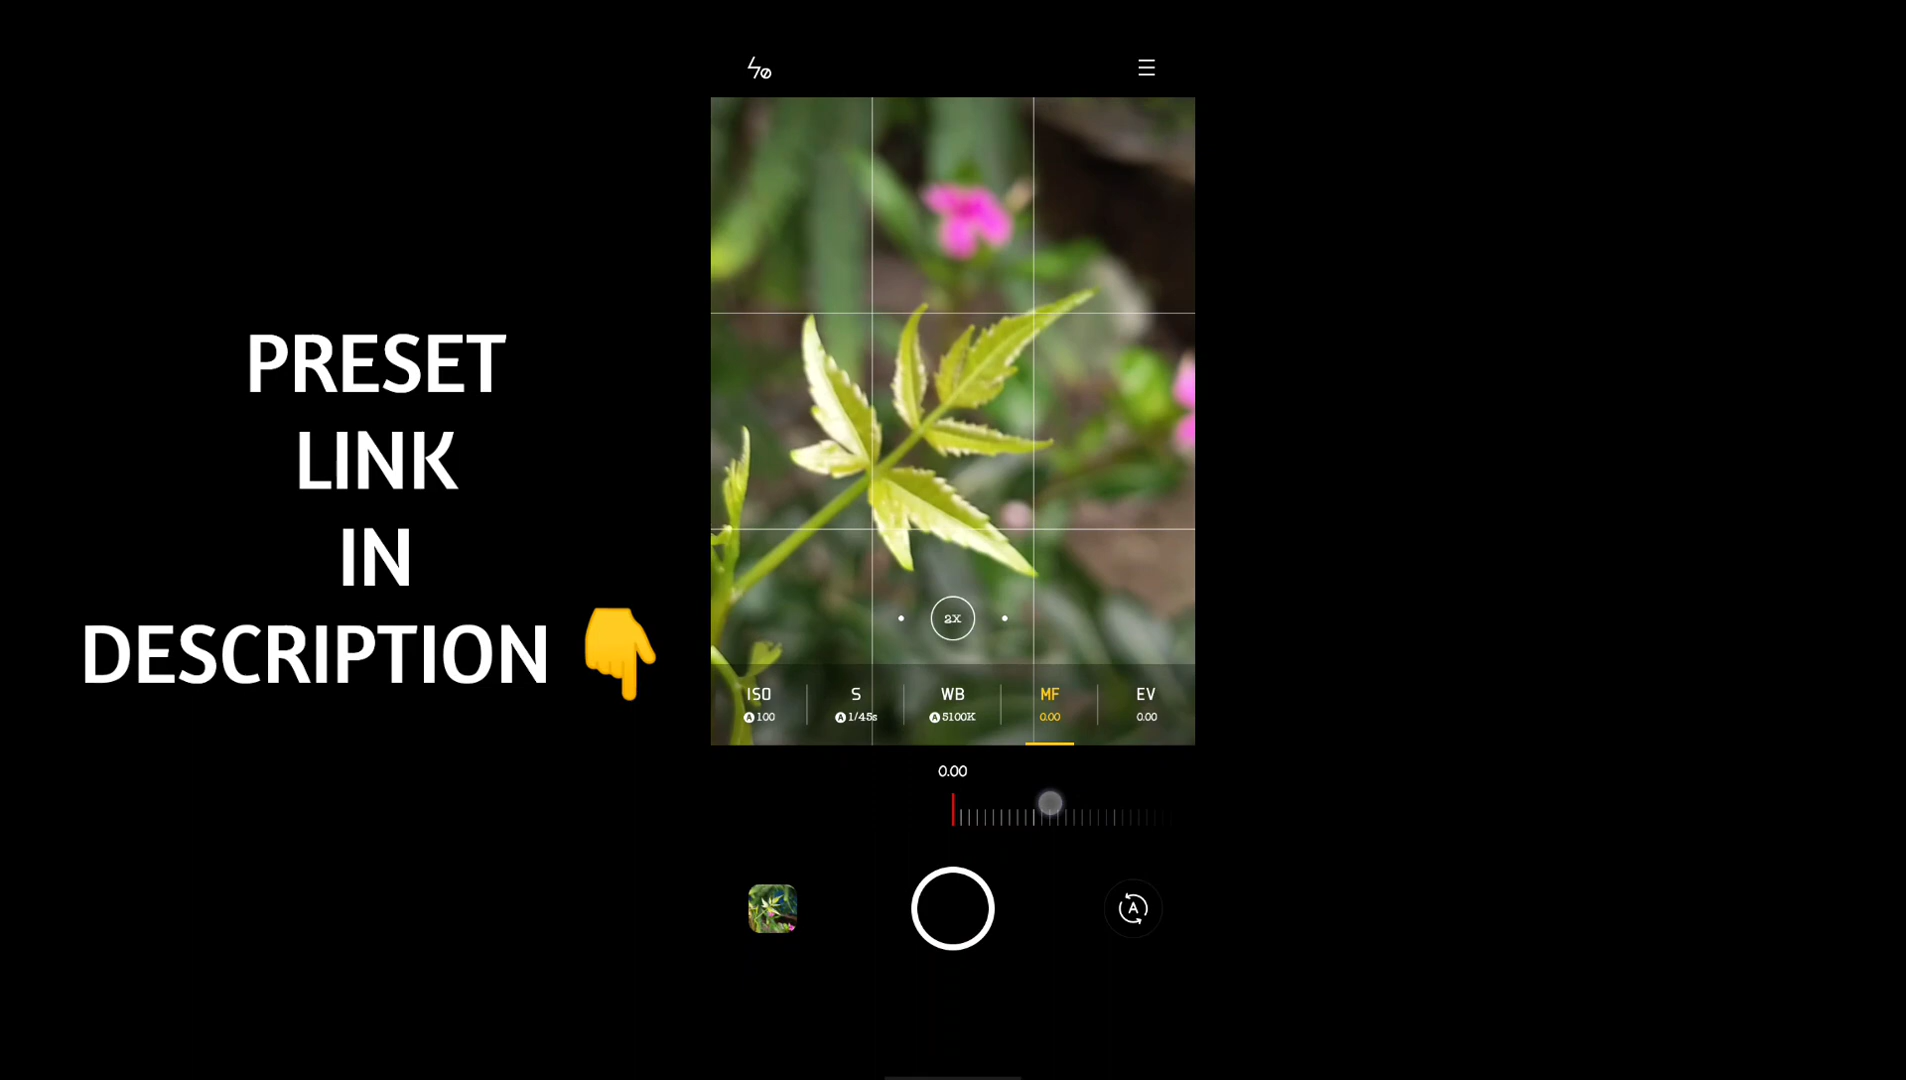 PRESET
LINK
IN
DESCRIPTION
2X
ISO S WB MF EV
A 100 A 1/45s A 5100K 0.00 0.00
0.00
A